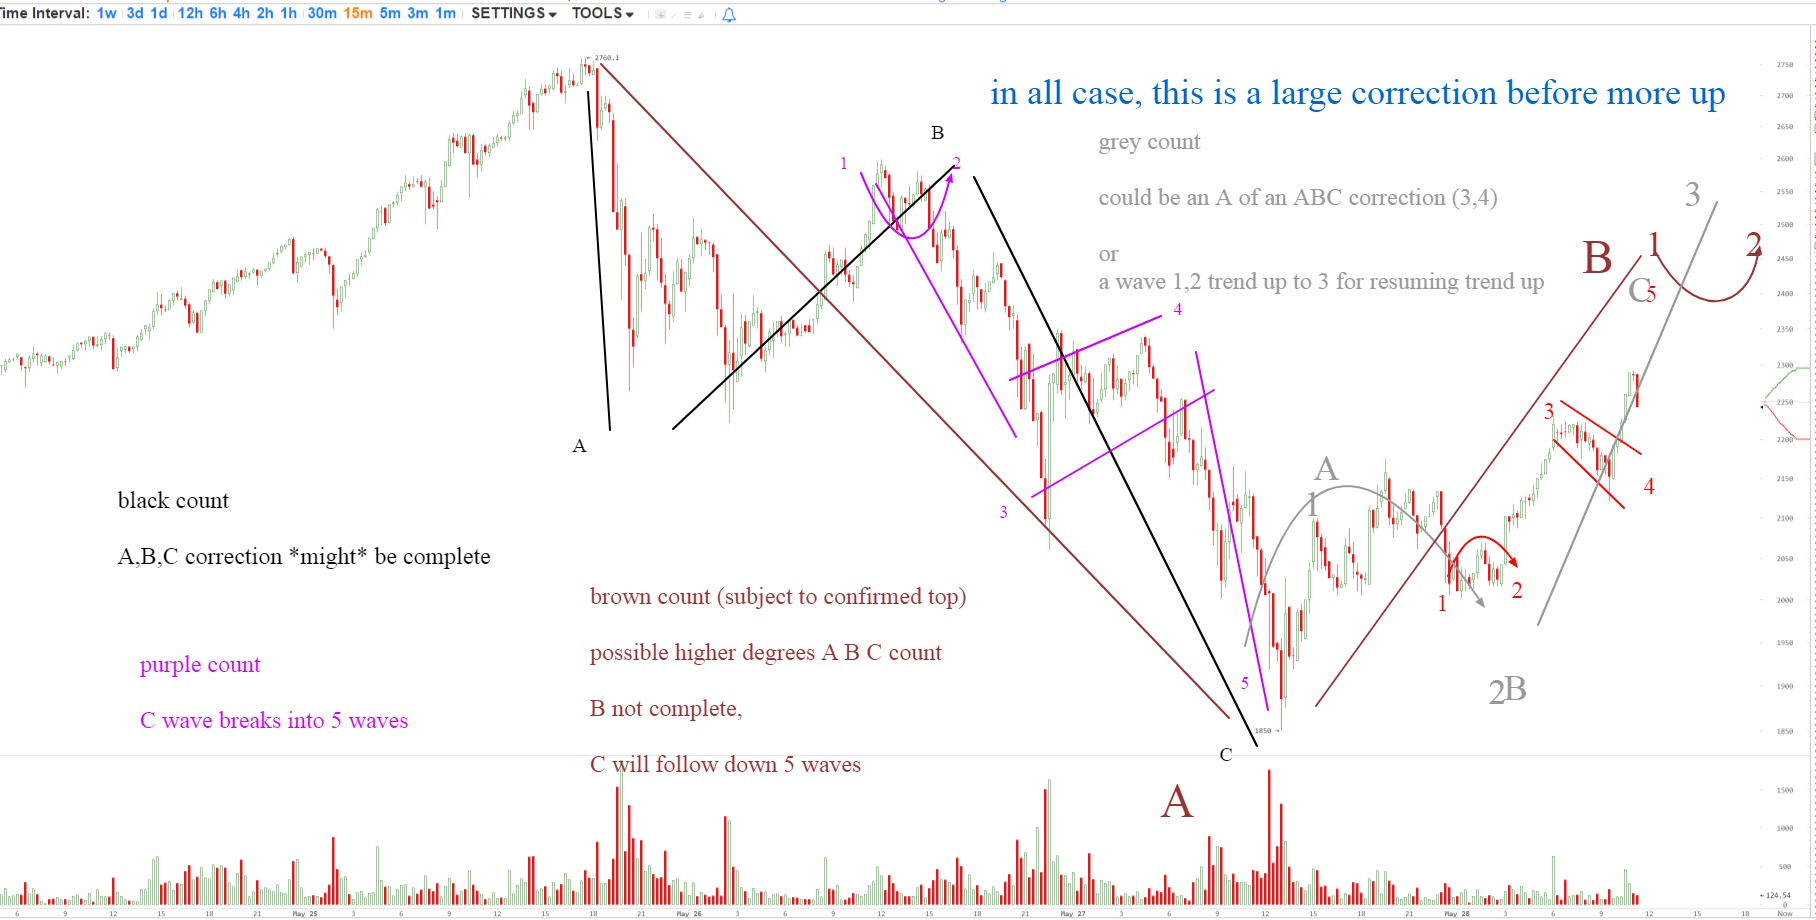 Time Interval: 1w 3d 1d 12h 6h 4h 2h 1h 30m 15m 5m 3m 1m SETTINGS TOOLS
2760.1
in all case, this is a large correction before more up
grey count
could be an A of an ABC correction (3,4)
or
a wave 1,2 trend up to 3 for resuming trend up
B
1
2
3
B
1
2
C
5
4
A
A
1
3
4
black count
A,B,C correction *might* be complete
3
1
2
brown count (subject to confirmed top)
possible higher degrees A B C count
purple count
C wave breaks into 5 waves
B not complete,
5
2B
1850
C
C will follow down 5 waves
A
2750
2700
2650
2600
2550
2500
2450
2400
2350
2300
2250
2200
2150
2100
2050
2000
1950
1900
1850
1500
1000
500
124.54
0
6 9 12 15 18 21 May 25 3 6 9 12 15 18 21 May 26 3 6 9 12 15 18 21 May 27 3 6 9 12 15 18 21 May 28 3 6 9 12 15 18 Now